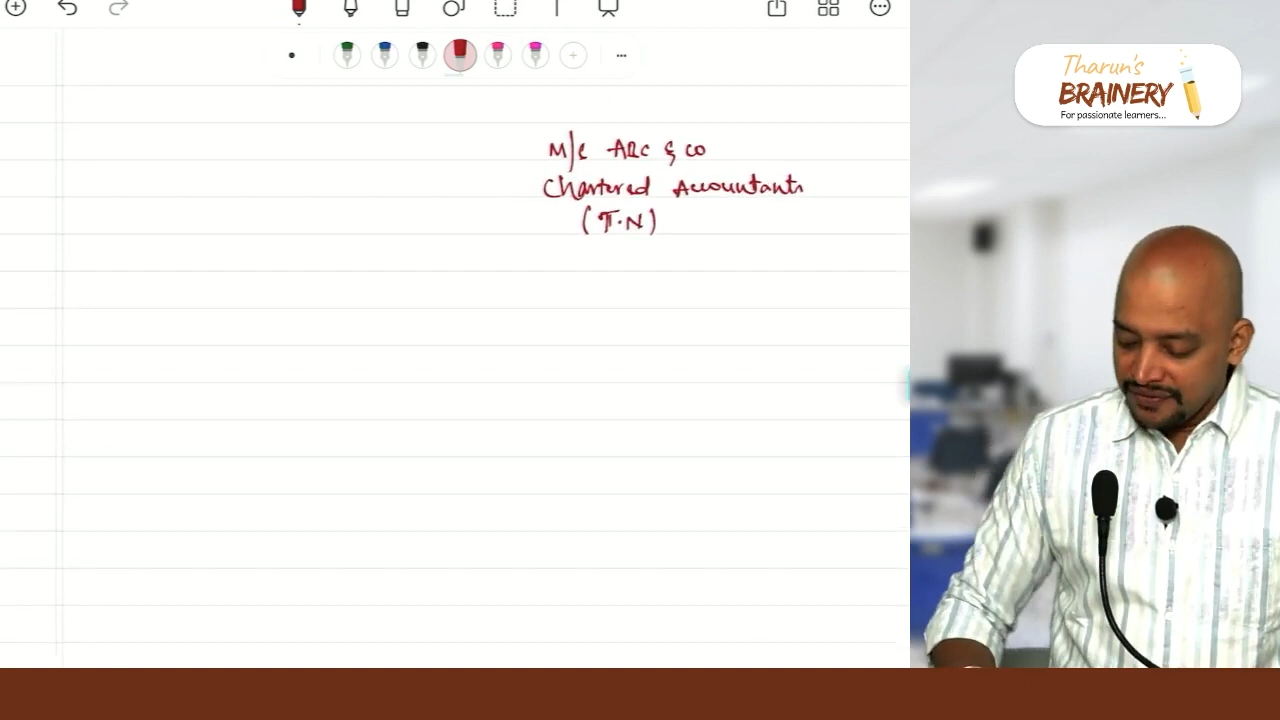 Tharun's
BRAINERY
For passionate learners...
M/s ABC & co
Chartered Accountants
(T.N)